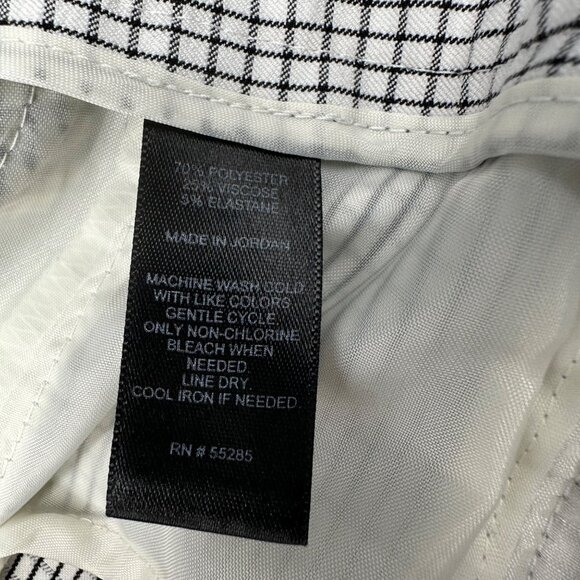 70% POLYESTER
25% VISCOSE
5% ELASTANE
MADE IN JORDAN
MACHINE WASH COLD
WITH LIKE COLORS
GENTLE CYCLE.
ONLY NON-CHLORINE
BLEACH WHEN
NEEDED.
LINE DRY.
COOL IRON IF NEEDED.
RN # 55285